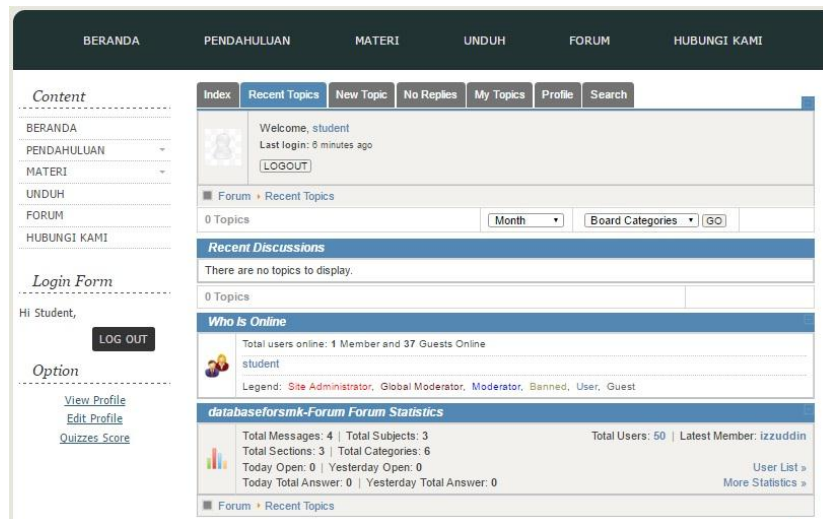 BERANDA PENDAHULUAN MATERI UNDUH FORUM HUBUNGI KAMI
Content
BERANDA
PENDAHULUAN
MATERI
UNDUH
FORUM
HUBUNGI KAMI
Login Form
Hi Student,
LOG OUT
Option
View Profile
Edit Profile
Quizzes Score
Index Recent Topics New Topic No Replies My Topics Profile Search
Welcome, student
Last login: 6 minutes ago
LOGOUT
Forum Recent Topics
0 Topics Month Board Categories GO
Recent Discussions
There are no topics to display.
0 Topics
Who Is Online
Total users online: 1 Member and 37 Guests Online
student
Legend: Site Administrator, Global Moderator, Moderator, Banned, User, Guest
databaseforsmk-Forum Forum Statistics
Total Messages: 4 | Total Subjects: 3 Total Users: 50 | Latest Member: izzuddin
Total Sections: 3 | Total Categories: 6
Today Open: 0 | Yesterday Open: 0 User List »
Today Total Answer: 0 | Yesterday Total Answer: 0 More Statistics »
Forum Recent Topics